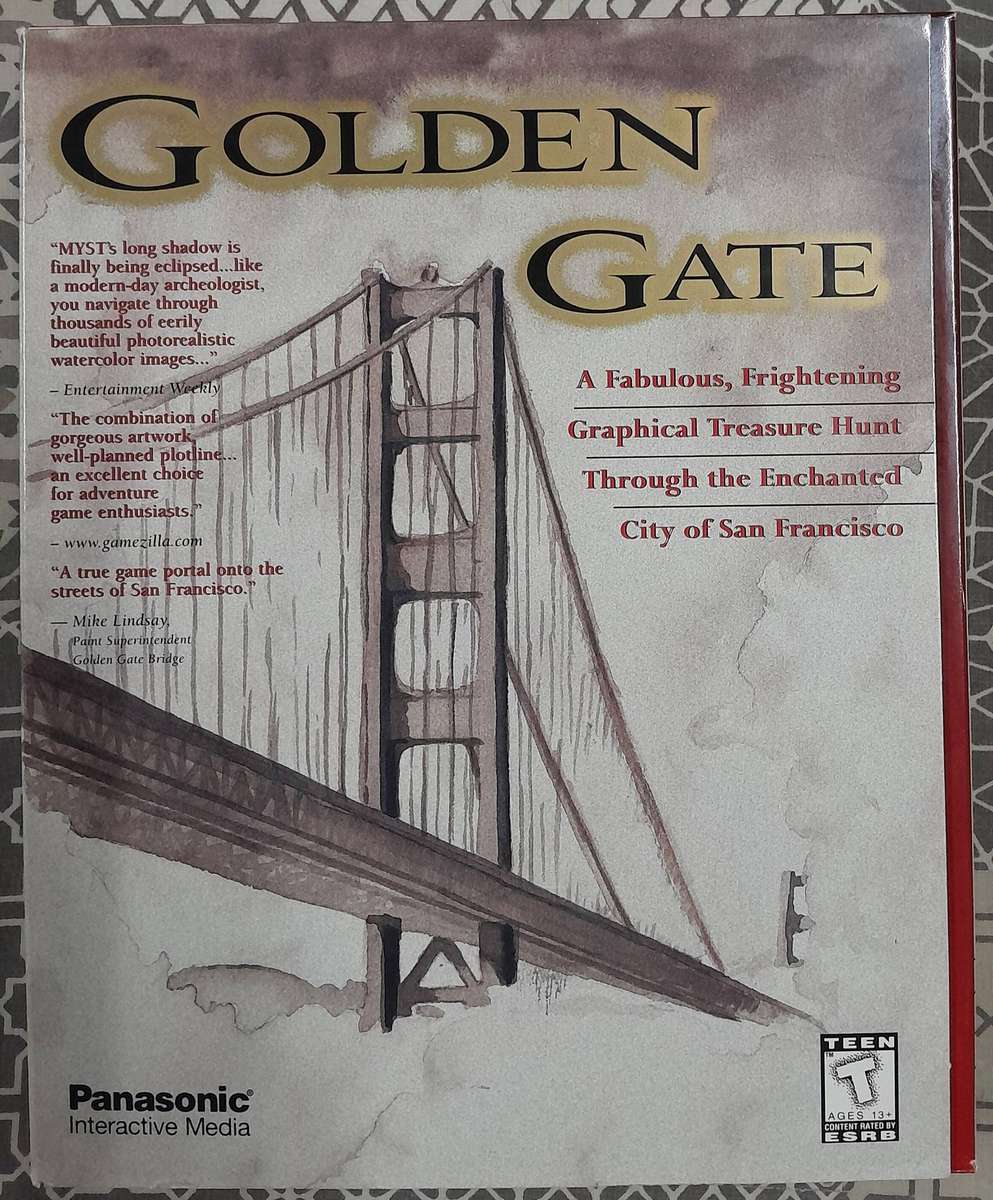 GOLDEN
GATE
“MYST's long shadow is
finally being eclipsed...like
a modern-day archeologist,
you navigate through
thousands of eerily
beautiful photorealistic
watercolor images...”
– Entertainment Weekly
“The combination of
gorgeous artwork,
well-planned plotline...
an excellent choice
for adventure
game enthusiasts.”
– www.gamezilla.com
“A true game portal onto the
streets of San Francisco.”
— Mike Lindsay,
Paint Superintendent
Golden Gate Bridge
A Fabulous, Frightening
Graphical Treasure Hunt
Through the Enchanted
City of San Francisco
Panasonic®
Interactive Media
TEEN
™
T
AGES 13+
CONTENT RATED BY
ESRB